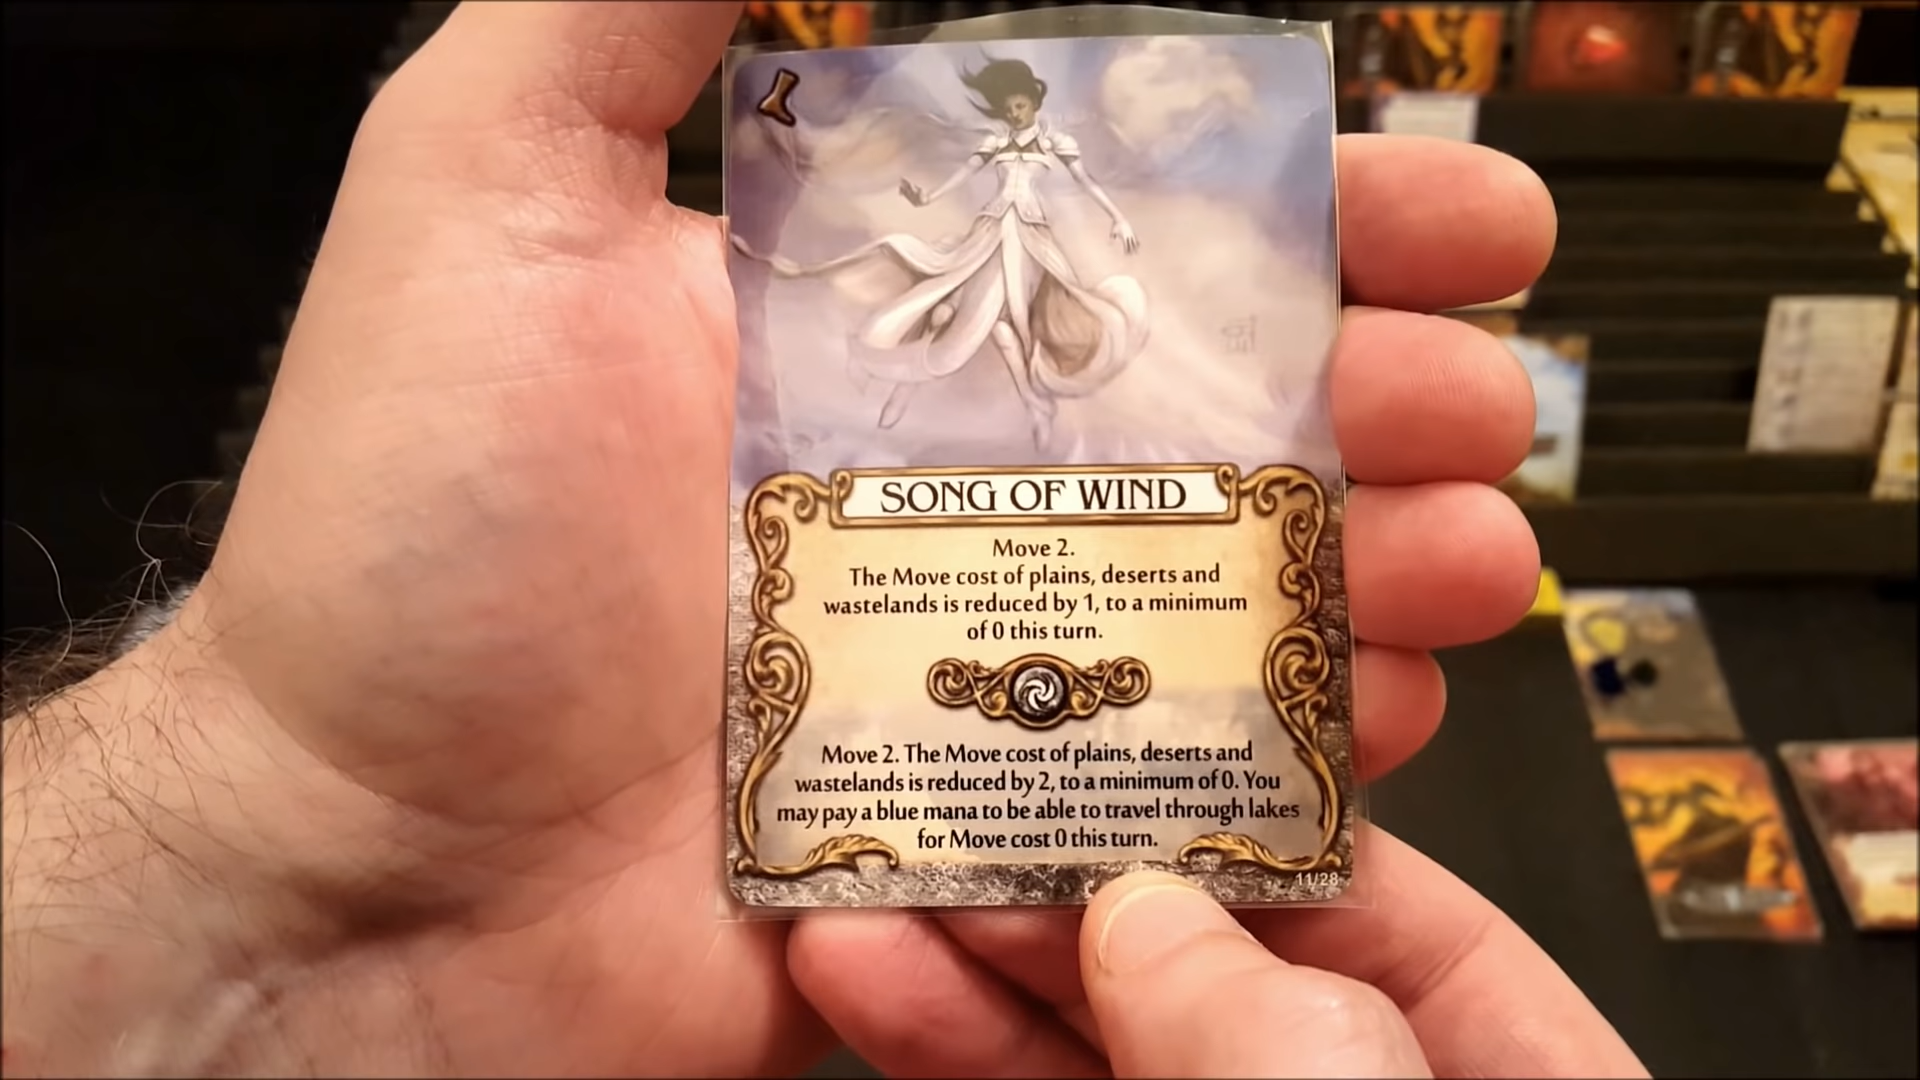 SONG OF WIND
Move 2.
The Move cost of plains, deserts and
wastelands is reduced by 1, to a minimum
of 0 this turn.
Move 2. The Move cost of plains, deserts and
wastelands is reduced by 2, to a minimum of 0. You
may pay a blue mana to be able to travel through lakes
for Move cost 0 this turn.
11/28